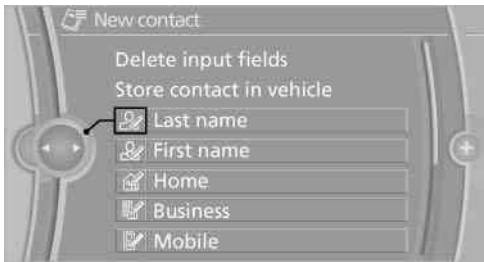 New contact
Delete input fields
Store contact in vehicle
Last name
First name
Home
Business
Mobile